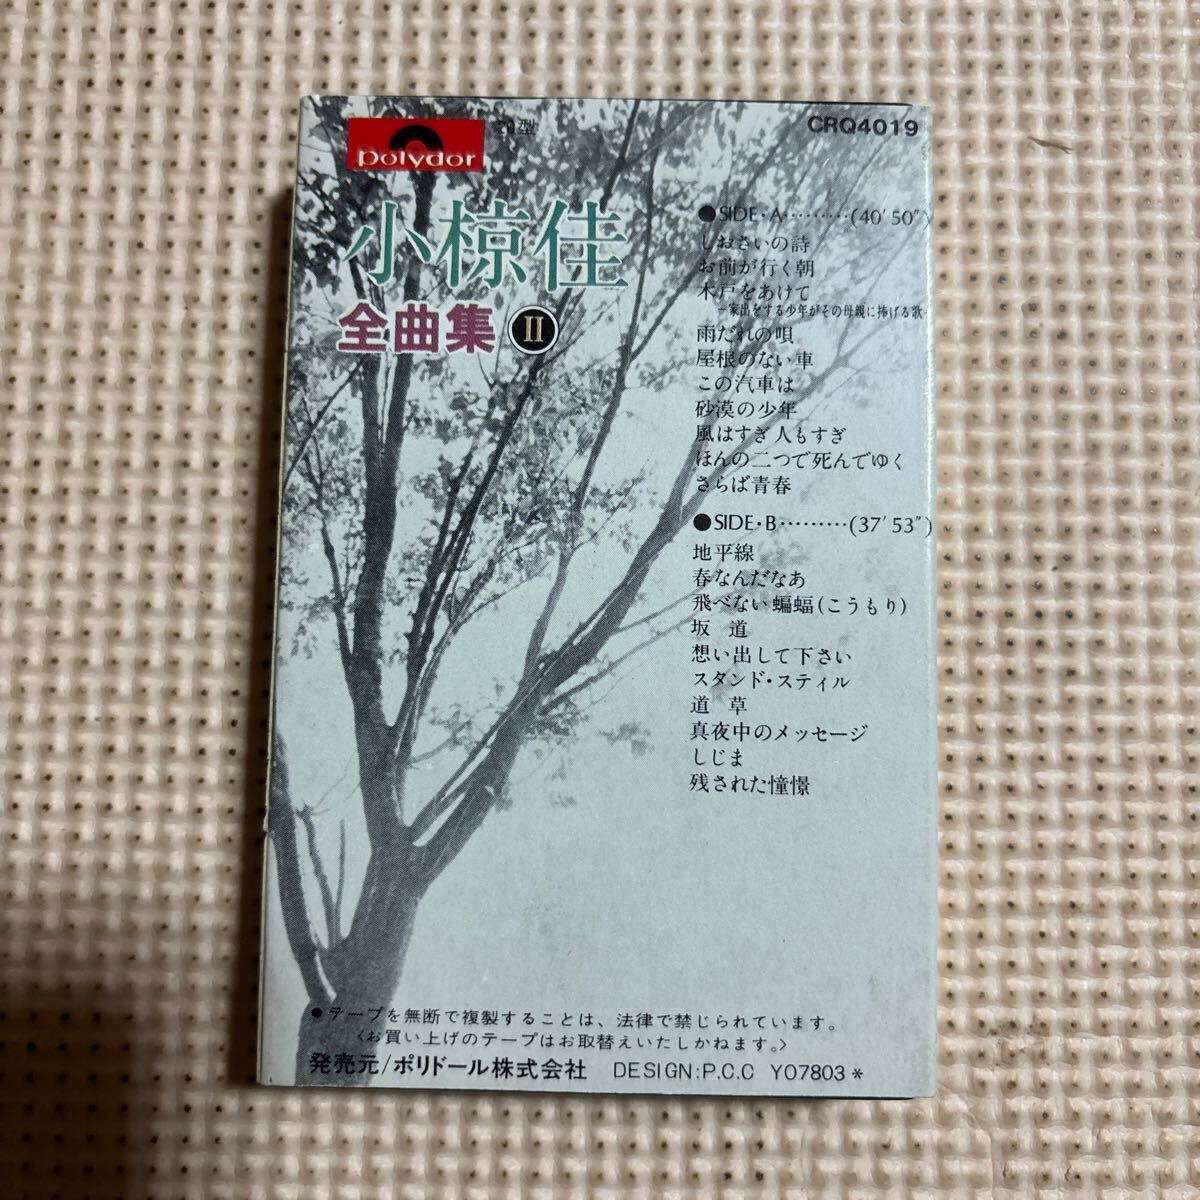 polydor
20型
CRQ4019
小椋佳
全曲集 II
●SIDE・A………(40'50")
しおさいの詩
お前が行く朝
木戸をあけて
―家出をする少年がその母親に捧げる歌―
雨だれの唄
屋根のない車
この汽車は
砂漠の少年
風はすぎ人もすぎ
ほんの二つで死んでゆく
さらば青春
●SIDE・B………(37'53")
地平線
春なんだなあ
飛べない蝙蝠(こうもり)
坂 道
想い出して下さい
スタンド・スティル
道 草
真夜中のメッセージ
しじま
残された憧憬
●テープを無断で複製することは、法律で禁じられています。
〈お買い上げのテープはお取替えいたしかねます。〉
発売元/ポリドール株式会社 DESIGN:P.C.C YO7803*